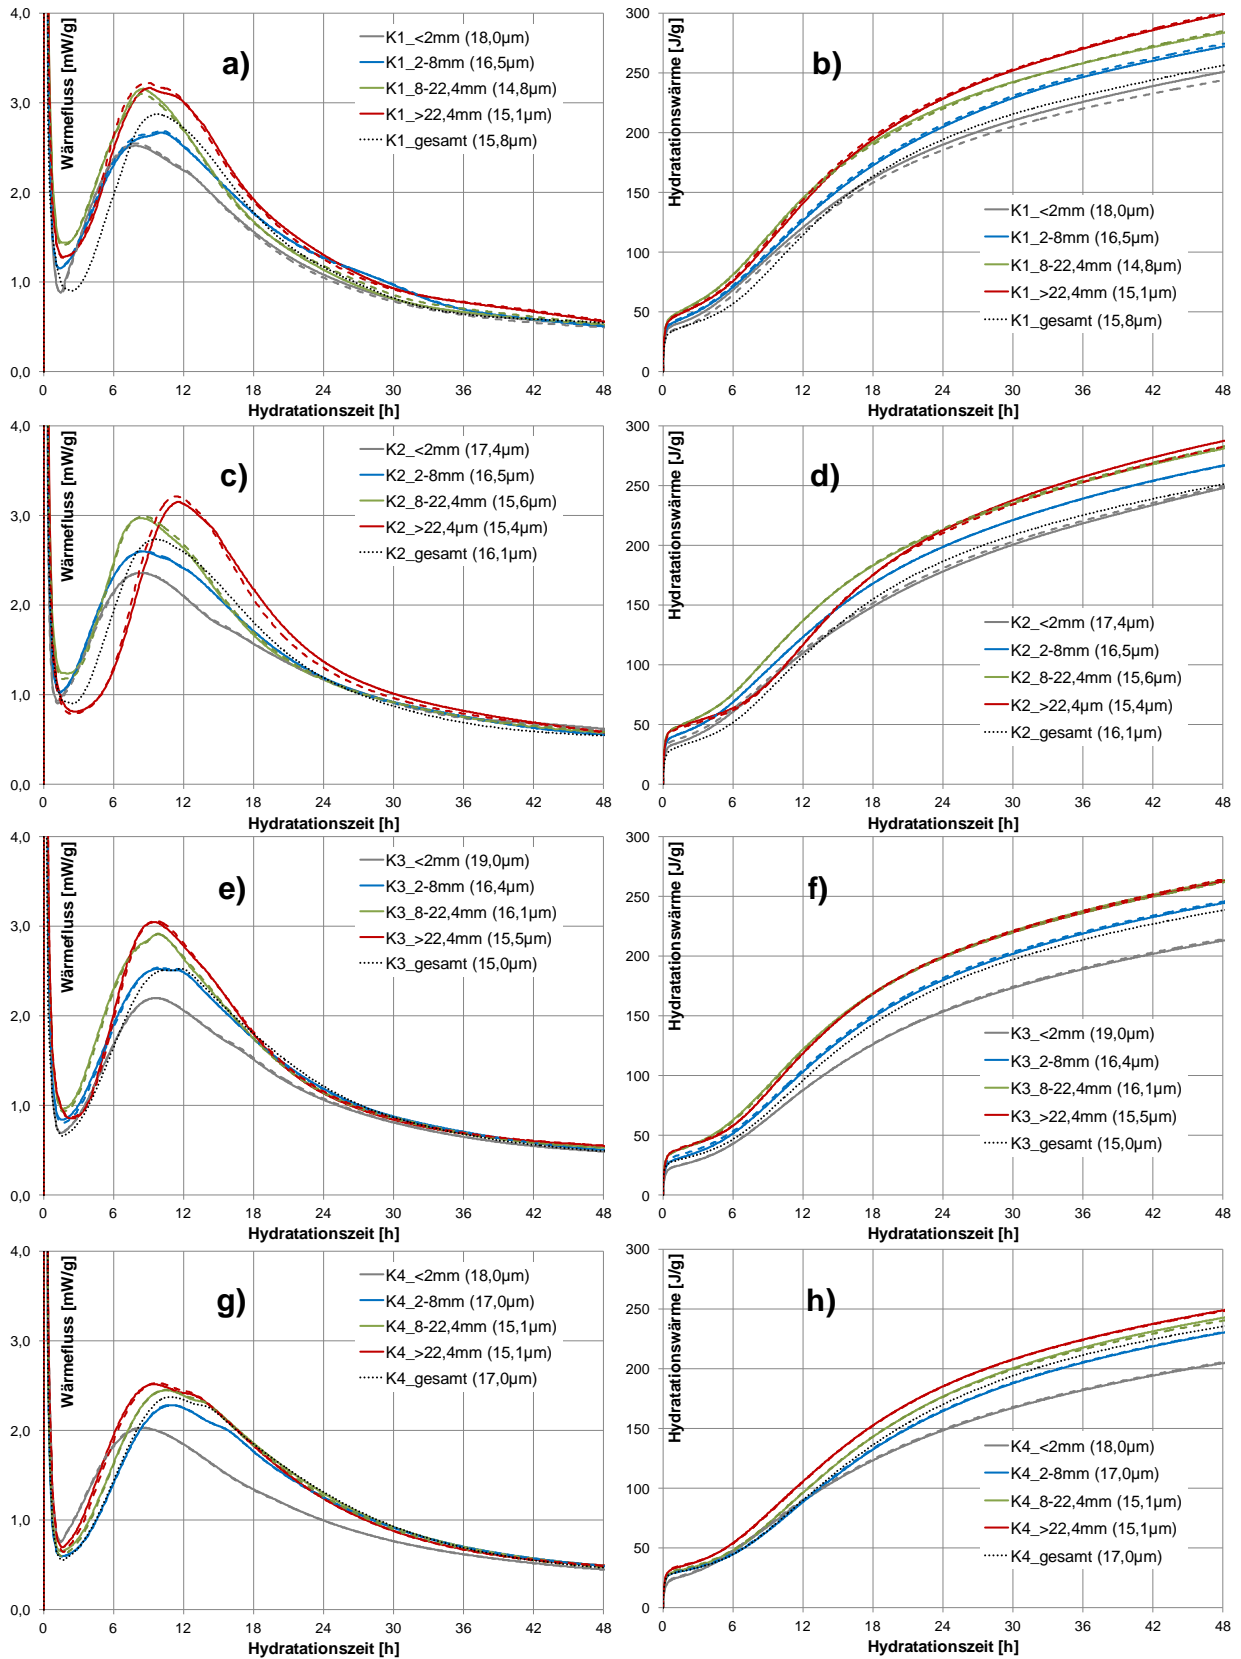 a)
Wärmefluss [mW/g]
4,0
3,0
2,0
1,0
0,0
K1_<2mm (18,0µm)
K1_2-8mm (16,5µm)
K1_8-22,4mm (14,8µm)
K1_>22,4mm (15,1µm)
K1_gesamt (15,8µm)
0 6 12 18 24 30 36 42 48
Hydratationszeit [h]
b)
Hydratationswärme [J/g]
300
250
200
150
100
50
0
K1_<2mm (18,0µm)
K1_2-8mm (16,5µm)
K1_8-22,4mm (14,8µm)
K1_>22,4mm (15,1µm)
K1_gesamt (15,8µm)
0 6 12 18 24 30 36 42 48
Hydratationszeit [h]
c)
Wärmefluss [mW/g]
4,0
3,0
2,0
1,0
0,0
K2_<2mm (17,4µm)
K2_2-8mm (16,5µm)
K2_8-22,4mm (15,6µm)
K2_>22,4µm (15,4µm)
K2_gesamt (16,1µm)
0 6 12 18 24 30 36 42 48
Hydratationszeit [h]
d)
Hydratationswärme [J/g]
300
250
200
150
100
50
0
K2_<2mm (17,4µm)
K2_2-8mm (16,5µm)
K2_8-22,4mm (15,6µm)
K2_>22,4µm (15,4µm)
K2_gesamt (16,1µm)
0 6 12 18 24 30 36 42 48
Hydratationszeit [h]
e)
Wärmefluss [mW/g]
4,0
3,0
2,0
1,0
0,0
K3_<2mm (19,0µm)
K3_2-8mm (16,4µm)
K3_8-22,4mm (16,1µm)
K3_>22,4mm (15,5µm)
K3_gesamt (15,0µm)
0 6 12 18 24 30 36 42 48
Hydratationszeit [h]
f)
Hydratationswärme [J/g]
300
250
200
150
100
50
0
K3_<2mm (19,0µm)
K3_2-8mm (16,4µm)
K3_8-22,4mm (16,1µm)
K3_>22,4mm (15,5µm)
K3_gesamt (15,0µm)
0 6 12 18 24 30 36 42 48
Hydratationszeit [h]
g)
Wärmefluss [mW/g]
4,0
3,0
2,0
1,0
0,0
K4_<2mm (18,0µm)
K4_2-8mm (17,0µm)
K4_8-22,4mm (15,1µm)
K4_>22,4mm (15,1µm)
K4_gesamt (17,0µm)
0 6 12 18 24 30 36 42 48
Hydratationszeit [h]
h)
Hydratationswärme [J/g]
300
250
200
150
100
50
0
K4_<2mm (18,0µm)
K4_2-8mm (17,0µm)
K4_8-22,4mm (15,1µm)
K4_>22,4mm (15,1µm)
K4_gesamt (17,0µm)
0 6 12 18 24 30 36 42 48
Hydratationszeit [h]